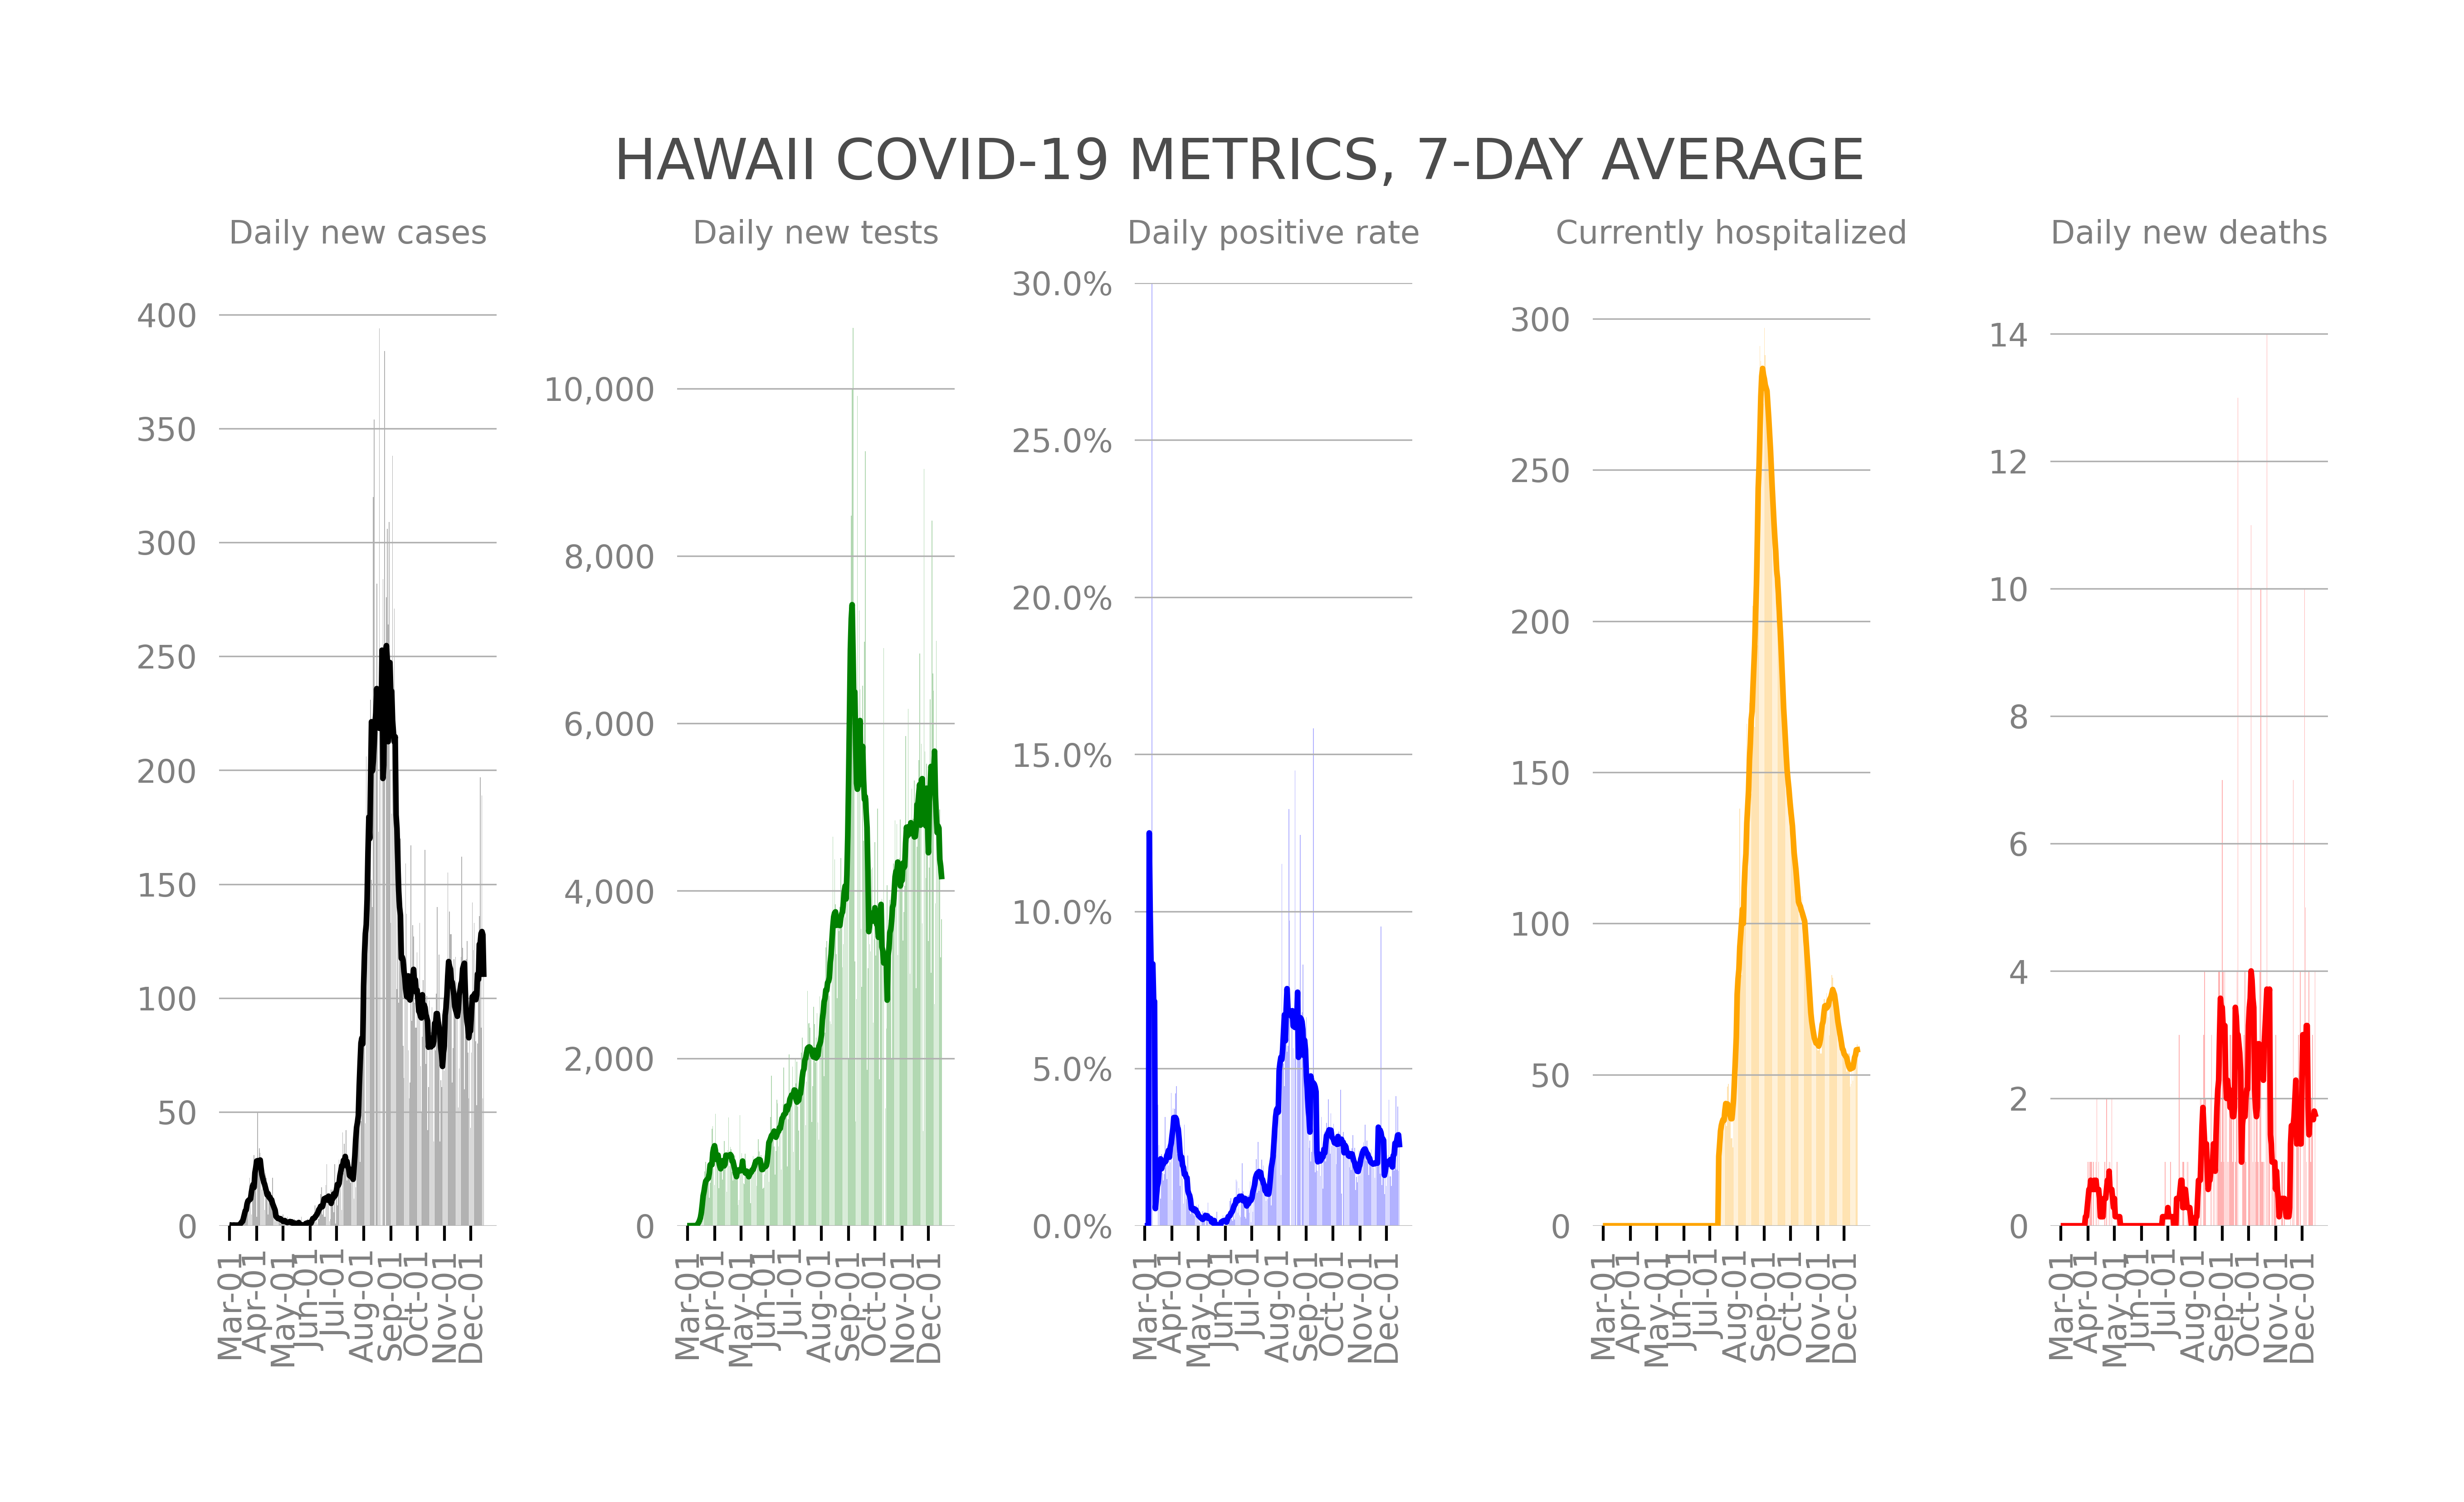 HAWAII COVID-19 METRICS, 7-DAY AVERAGE
Daily new cases
400
350
300
250
200
150
100
50
0
Mar-01
Apr-01
May-01
Jun-01
Jul-01
Aug-01
Sep-01
Oct-01
Nov-01
Dec-01
Daily new tests
10,000
8,000
6,000
4,000
2,000
0
Mar-01
Apr-01
May-01
Jun-01
Jul-01
Aug-01
Sep-01
Oct-01
Nov-01
Dec-01
Daily positive rate
30.0%
25.0%
20.0%
15.0%
10.0%
5.0%
0.0%
Mar-01
Apr-01
May-01
Jun-01
Jul-01
Aug-01
Sep-01
Oct-01
Nov-01
Dec-01
Currently hospitalized
300
250
200
150
100
50
0
Mar-01
Apr-01
May-01
Jun-01
Jul-01
Aug-01
Sep-01
Oct-01
Nov-01
Dec-01
Daily new deaths
14
12
10
8
6
4
2
0
Mar-01
Apr-01
May-01
Jun-01
Jul-01
Aug-01
Sep-01
Oct-01
Nov-01
Dec-01